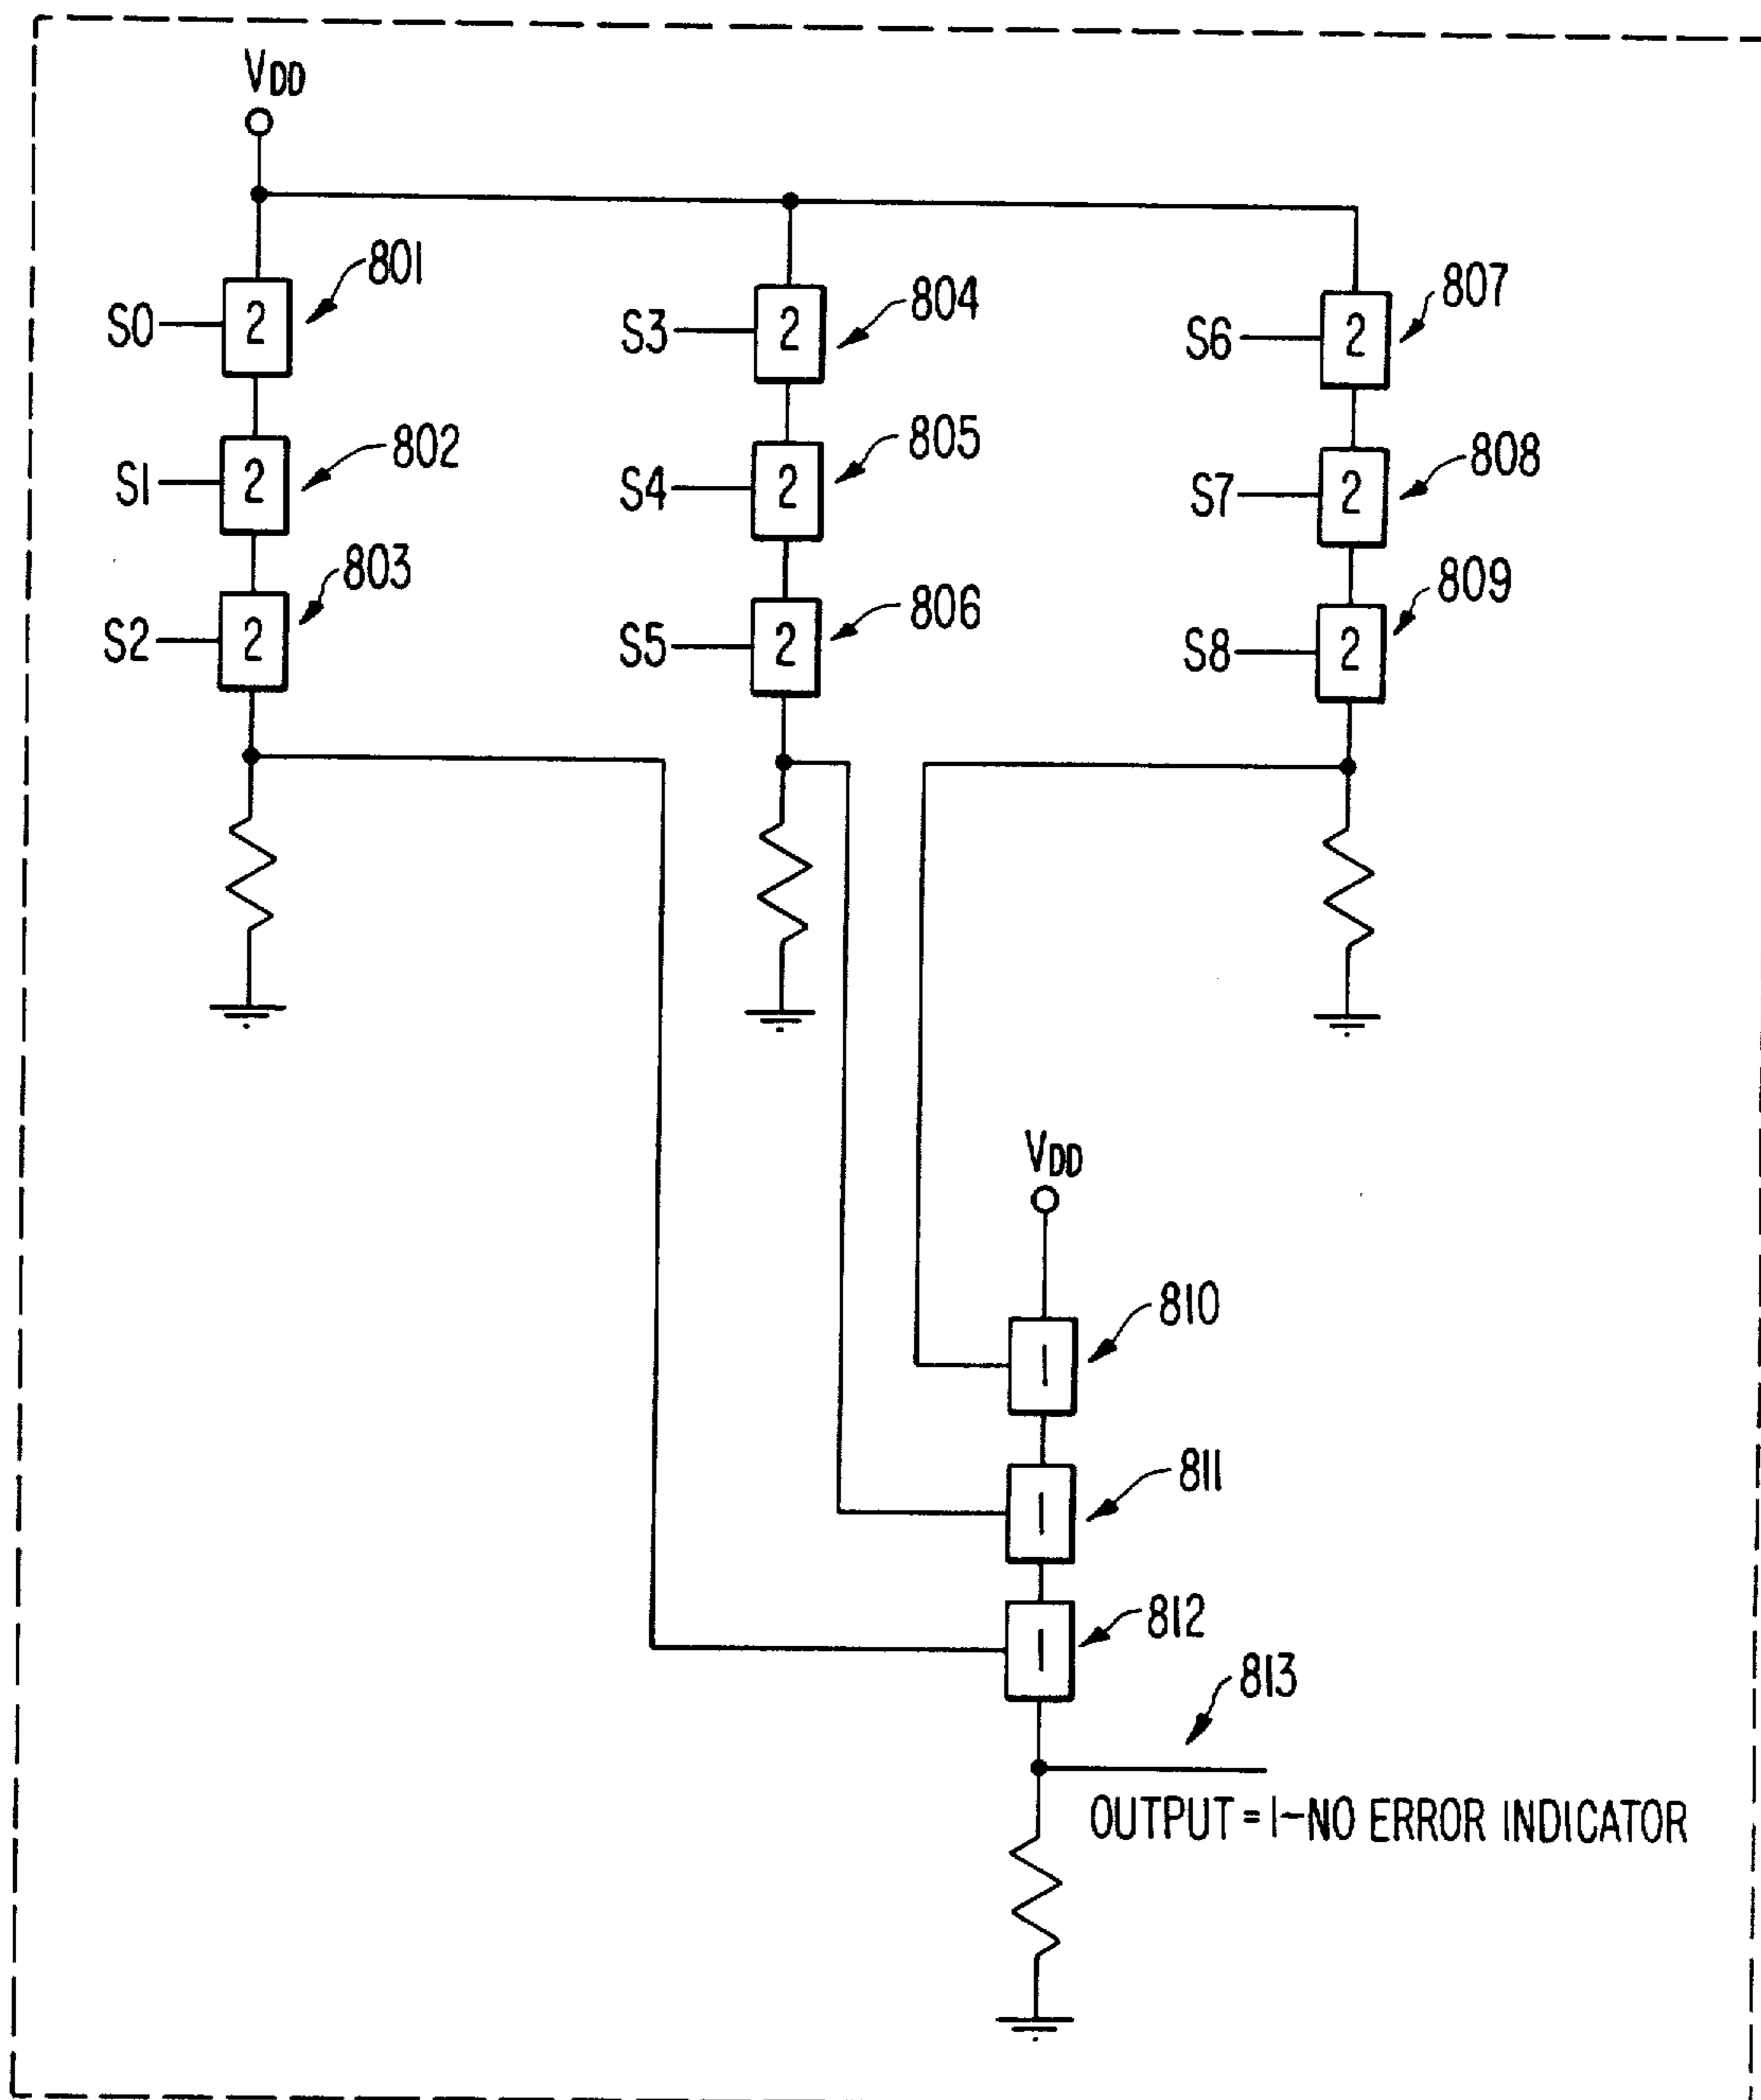 VDD
801
S0 2
804
S3 2
807
S6 2
802
S1 2
805
S4 2
808
S7 2
803
S2 2
806
S5 2
809
S8 2
VDD
810
1
811
1
812
1
813
OUTPUT = 1-NO ERROR INDICATOR